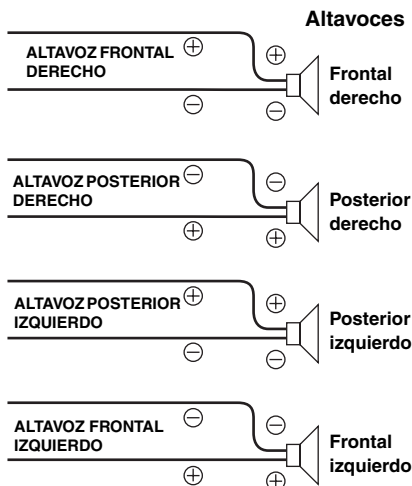 Altavoces
ALTAVOZ FRONTAL
DERECHO
⊕
⊕
⊖
⊖
Frontal
derecho
ALTAVOZ POSTERIOR
DERECHO
⊖
⊖
⊕
⊕
Posterior
derecho
ALTAVOZ POSTERIOR
IZQUIERDO
⊕
⊕
⊖
⊖
Posterior
izquierdo
ALTAVOZ FRONTAL
IZQUIERDO
⊖
⊖
⊕
⊕
Frontal
izquierdo